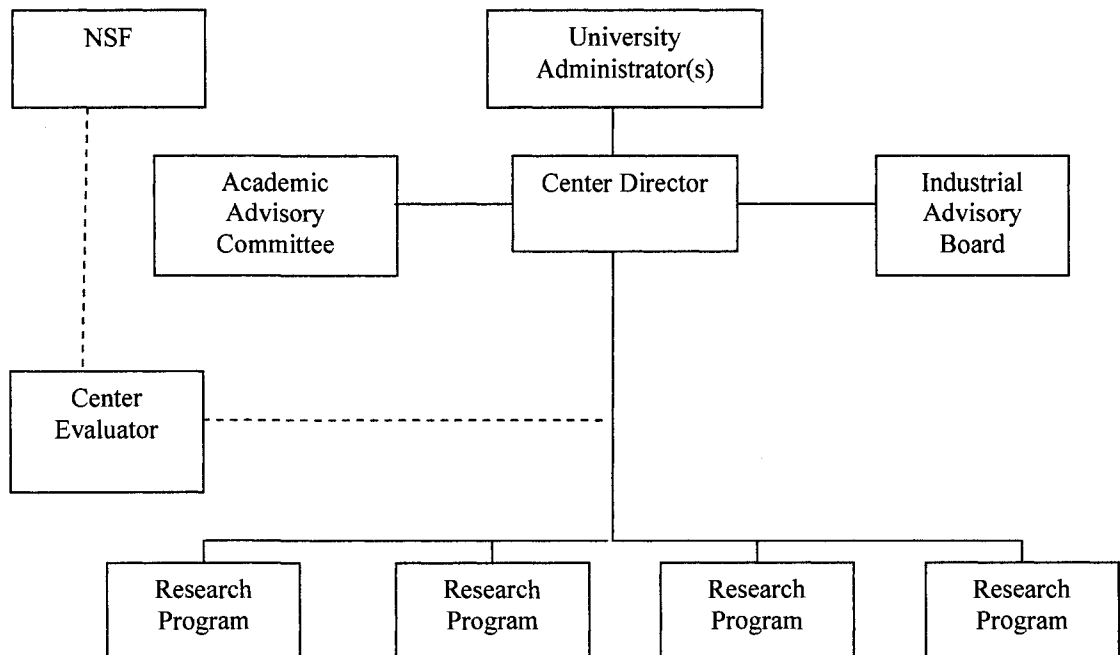 NSF
University
Administrator(s)
Academic
Advisory
Committee
Center Director
Industrial
Advisory
Board
Center
Evaluator
Research
Program
Research
Program
Research
Program
Research
Program